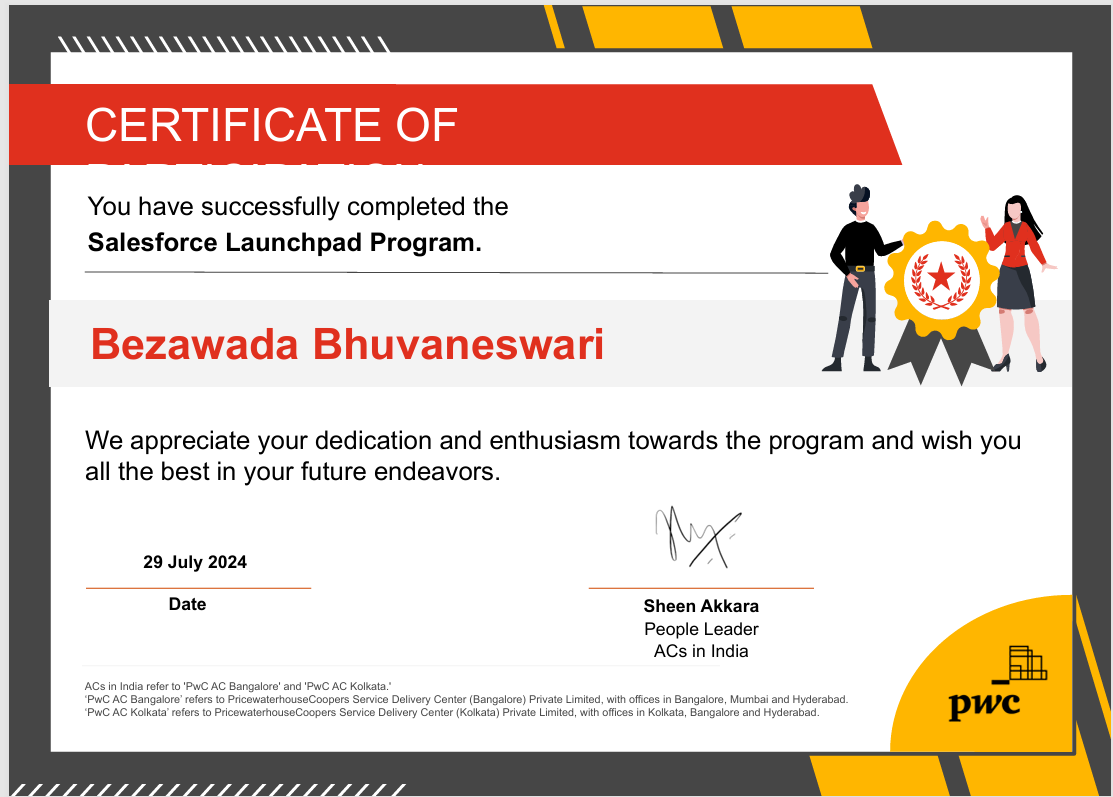 CERTIFICATE OF
You have successfully completed the
Salesforce Launchpad Program.
Bezawada Bhuvaneswari
We appreciate your dedication and enthusiasm towards the program and wish you
all the best in your future endeavors.
29 July 2024
Date
Sheen Akkara
People Leader
ACs in India
ACs in India refer to 'PwC AC Bangalore' and 'PwC AC Kolkata.'
'PwC AC Bangalore' refers to PricewaterhouseCoopers Service Delivery Center (Bangalore) Private Limited, with offices in Bangalore, Mumbai and Hyderabad.
'PwC AC Kolkata' refers to PricewaterhouseCoopers Service Delivery Center (Kolkata) Private Limited, with offices in Kolkata, Bangalore and Hyderabad.
pwc